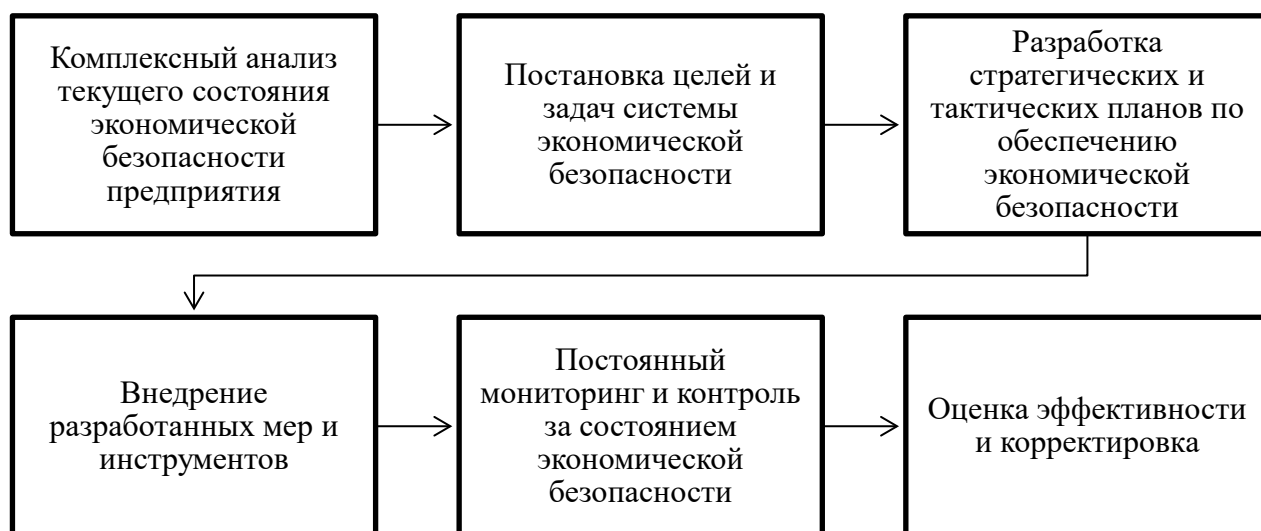 Комплексный анализ
текущего состояния
экономической
безопасности
предприятия
Постановка целей и
задач системы
экономической
безопасности
Разработка
стратегических и
тактических планов по
обеспечению
экономической
безопасности
Внедрение
разработанных мер и
инструментов
Постоянный
мониторинг и контроль
за состоянием
экономической
безопасности
Оценка эффективности
и корректировка